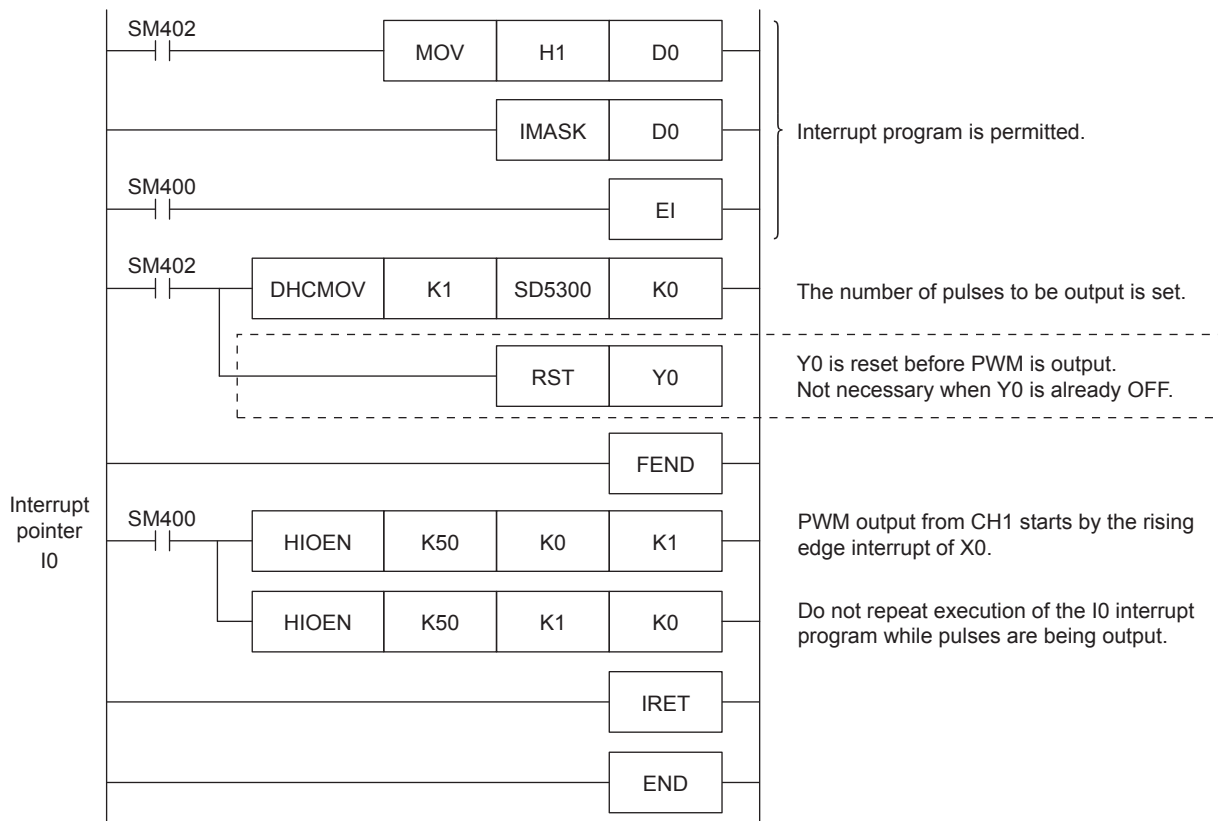 SM402
MOV H1 D0
IMASK D0
Interrupt program is permitted.
SM400
EI
SM402
DHCMOV K1 SD5300 K0
The number of pulses to be output is set.
RST Y0
Y0 is reset before PWM is output.
Not necessary when Y0 is already OFF.
FEND
Interrupt
pointer
I0
SM400
HIOEN K50 K0 K1
PWM output from CH1 starts by the rising
edge interrupt of X0.
HIOEN K50 K1 K0
Do not repeat execution of the I0 interrupt
program while pulses are being output.
IRET
END